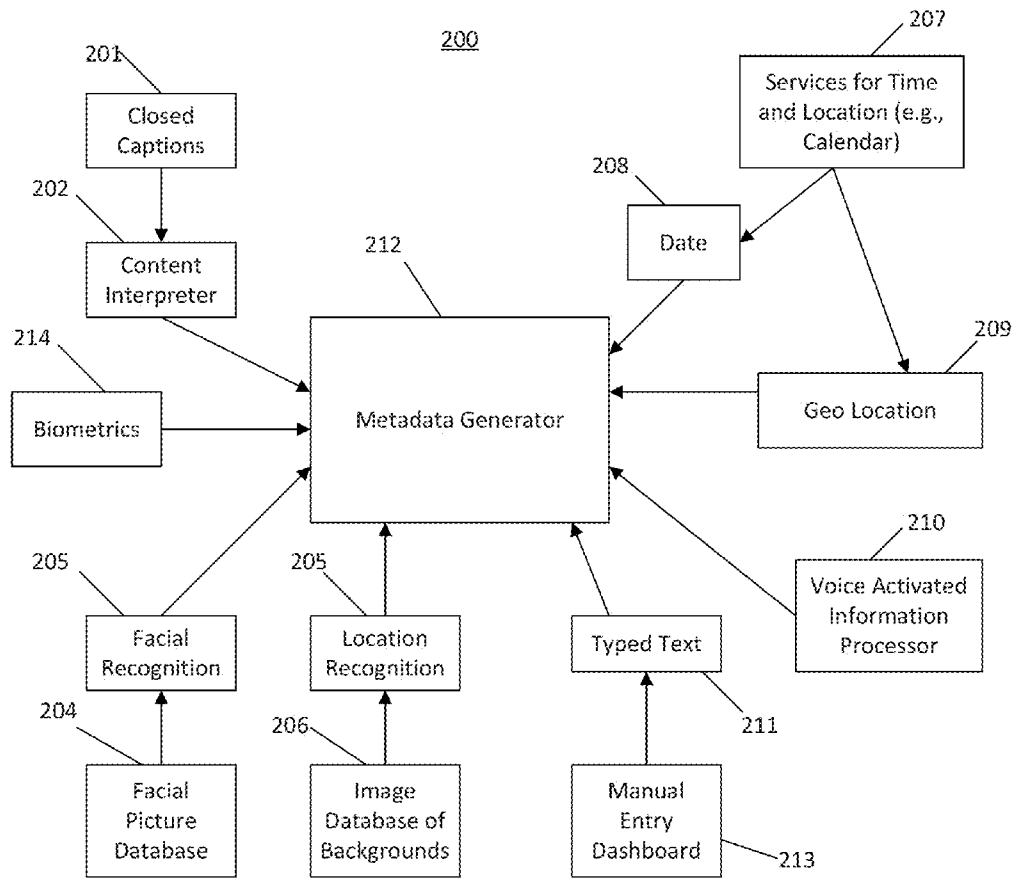 200
201
Closed
Captions
202
Content
Interpreter
214
Biometrics
212
Metadata Generator
207
Services for Time
and Location (e.g.,
Calendar)
208
Date
209
Geo Location
210
Voice Activated
Information
Processor
205
Facial
Recognition
204
Facial
Picture
Database
205
Location
Recognition
206
Image
Database of
Backgrounds
Typed Text
211
Manual
Entry
Dashboard
213